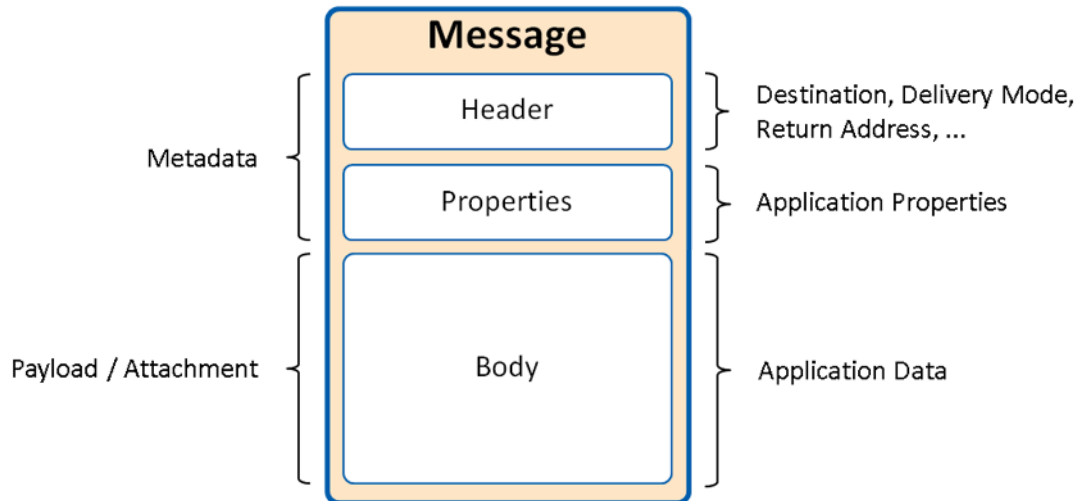 Message
Header
Destination, Delivery Mode,
Return Address, ...
Metadata
Properties
Application Properties
Payload / Attachment
Body
Application Data